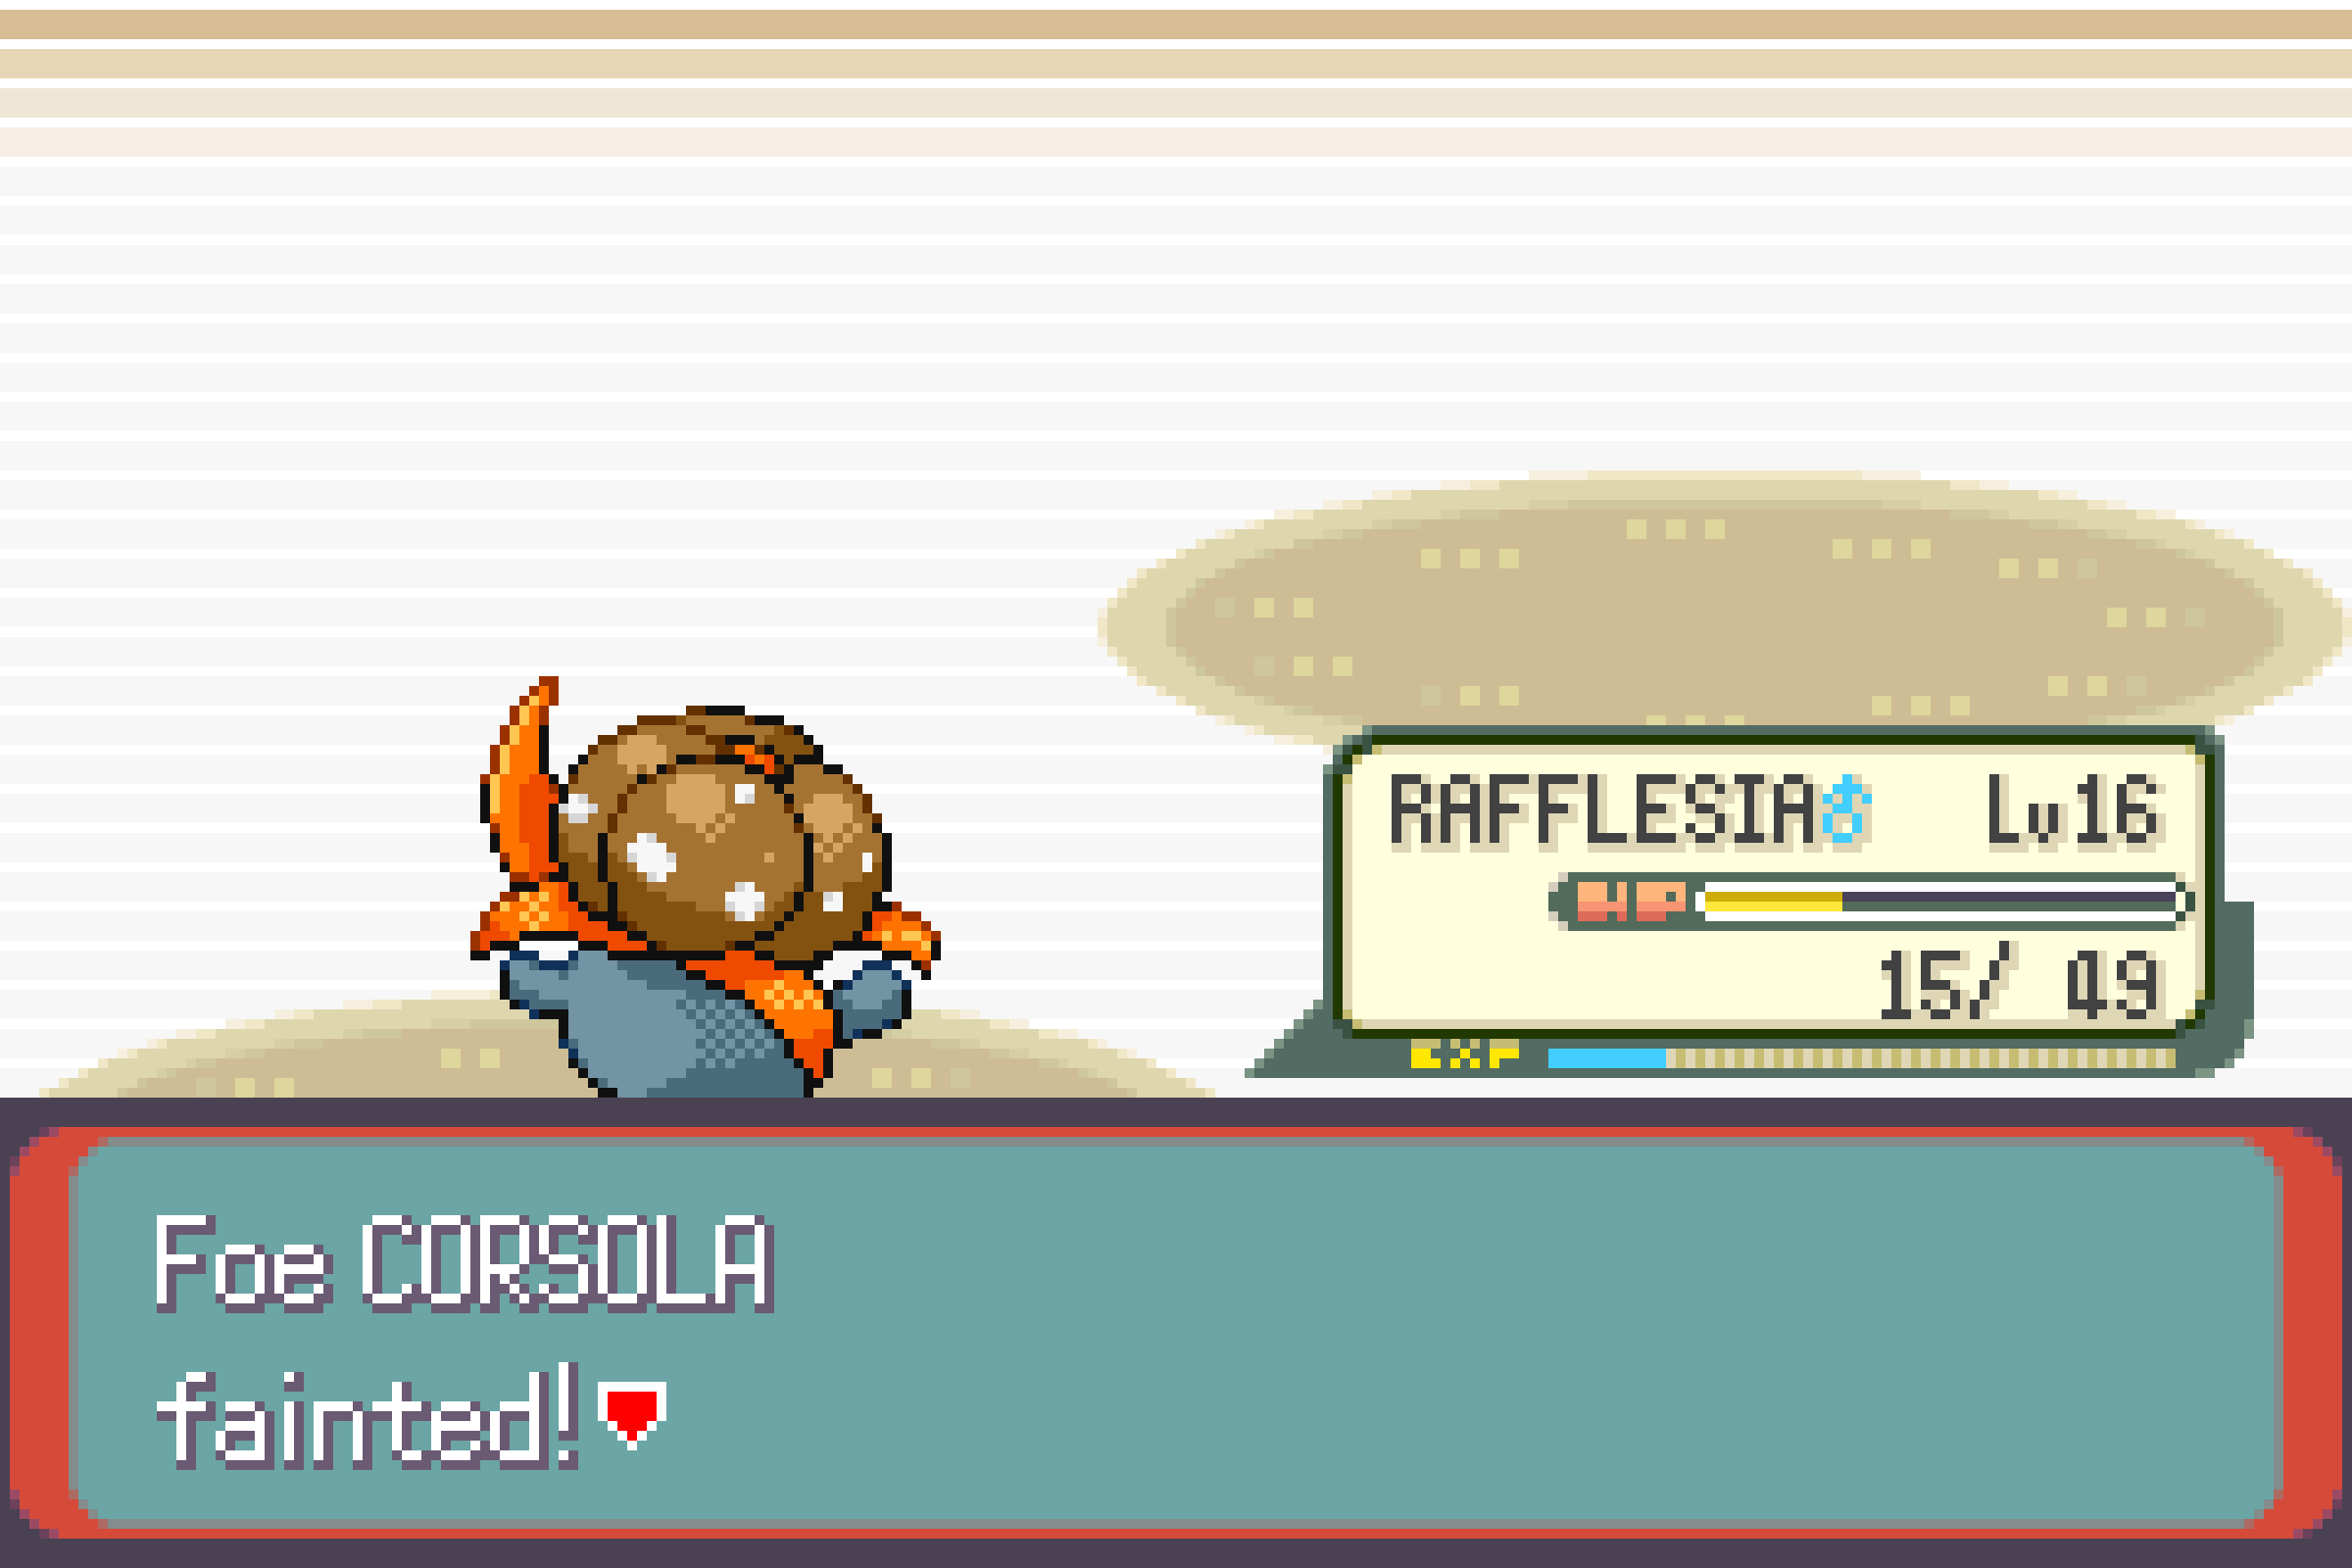 RAFFLESIA♂ Lv16
HP
15/ 49
EXP
Foe CORSOLA
fainted!